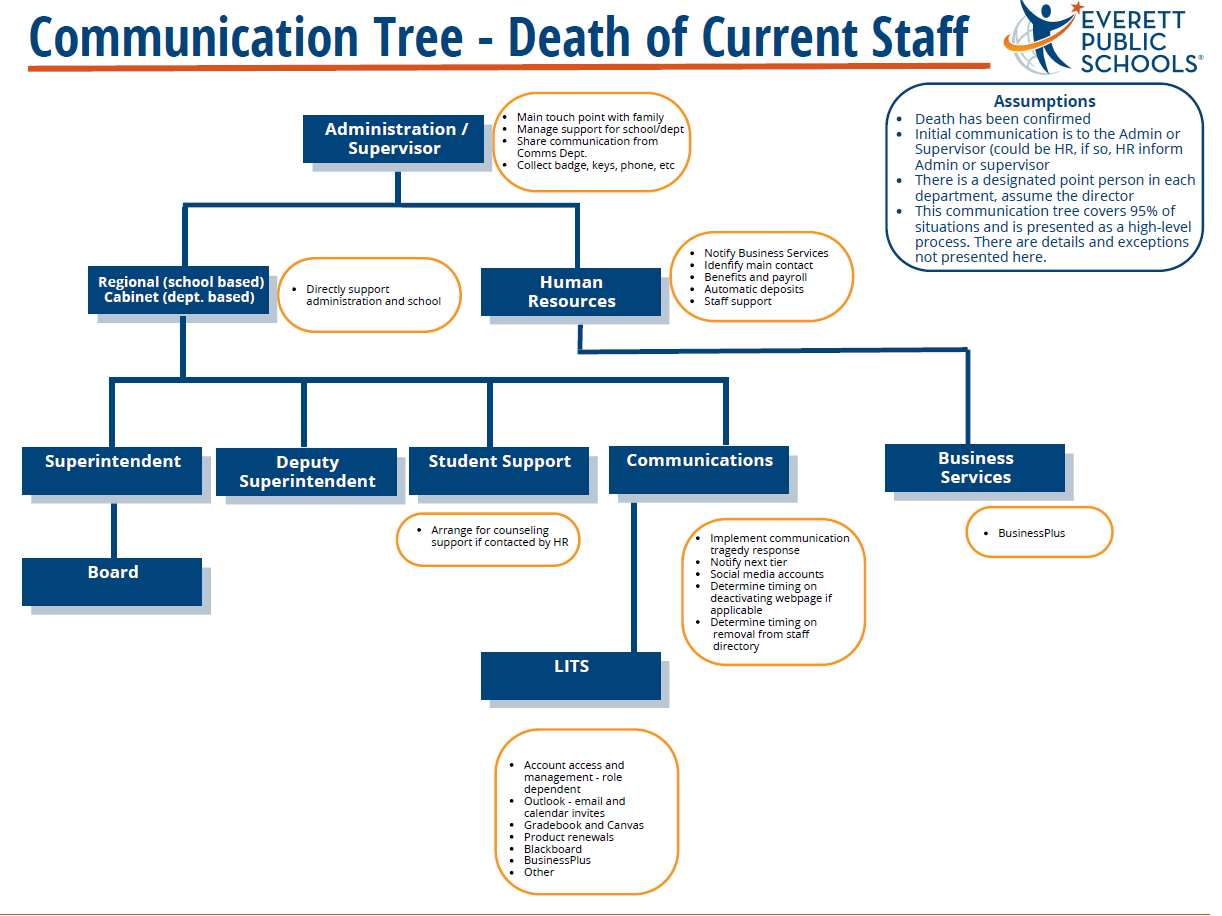 Communication Tree - Death of Current Staff
EVERETT
PUBLIC
SCHOOLS®
Assumptions
• Death has been confirmed
• Initial communication is to the Admin or
Supervisor (could be HR, if so, HR inform
Admin or supervisor
• There is a designated point person in each
department, assume the director
• This communication tree covers 95% of
situations and is presented as a high-level
process. There are details and exceptions
not presented here.
Administration /
Supervisor
• Main touch point with family
• Manage support for school/dept
• Share communication from
Comms Dept.
• Collect badge, keys, phone, etc
Regional (school based)
Cabinet (dept. based)
• Directly support
administration and school
Human
Resources
• Notify Business Services
• Idenfify main contact
• Benefits and payroll
• Automatic deposits
• Staff support
Superintendent
Deputy
Superintendent
Student Support
Communications
Business
Services
• Arrange for counseling
support if contacted by HR
• Implement communication
tragedy response
• Notify next tier
• Social media accounts
• Determine timing on
deactivating webpage if
applicable
• Determine timing on
removal from staff
directory
• BusinessPlus
Board
LITS
• Account access and
management - role
dependent
• Outlook - email and
calendar invites
• Gradebook and Canvas
• Product renewals
• Blackboard
• BusinessPlus
• Other